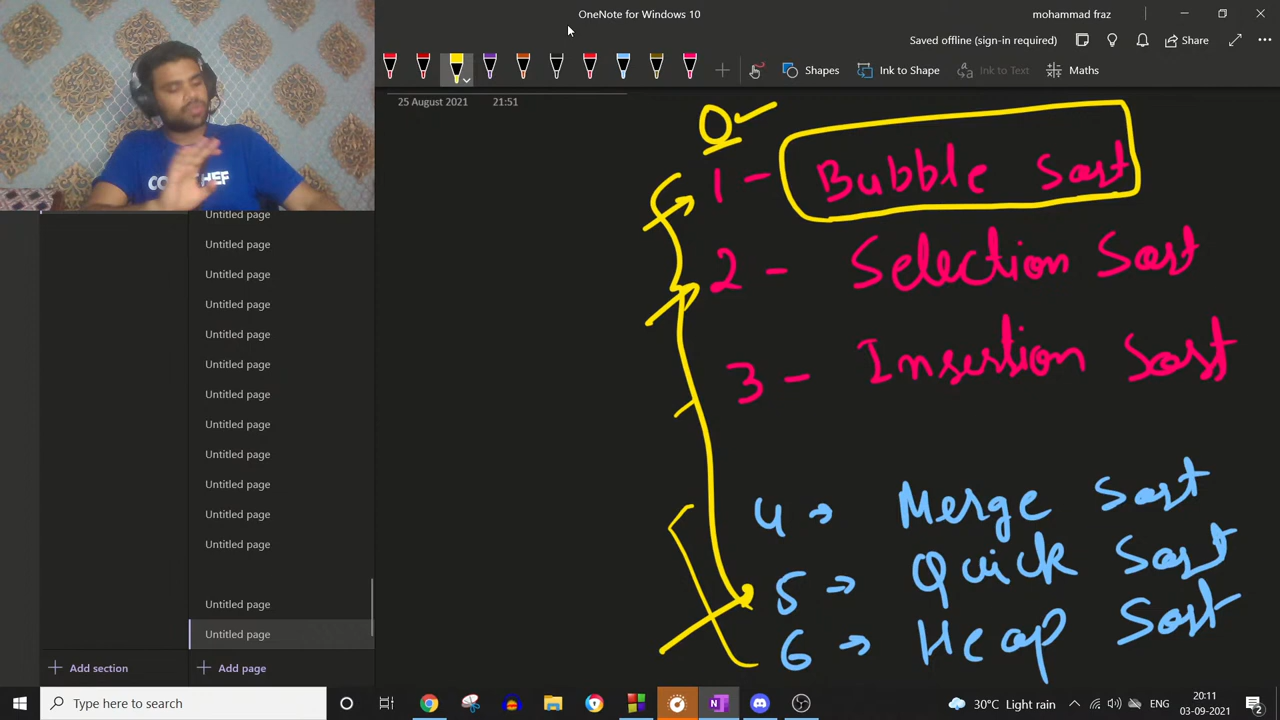 OneNote for Windows 10
mohammad fraz
Saved offline (sign-in required)
Share
Shapes
Ink to Shape
Ink to Text
Maths
25 August 2021 21:51
1 - Bubble Sort
2 - Selection Sort
3 - Insertion Sort
4 → Merge Sort
5 → Quick Sort
6 → Heap Sort
Untitled page
Untitled page
Untitled page
Untitled page
Untitled page
Untitled page
Untitled page
Untitled page
Untitled page
Untitled page
Untitled page
Untitled page
Untitled page
Untitled page
+ Add section
+ Add page
Type here to search
30°C Light rain
ENG
20:11
03-09-2021
2